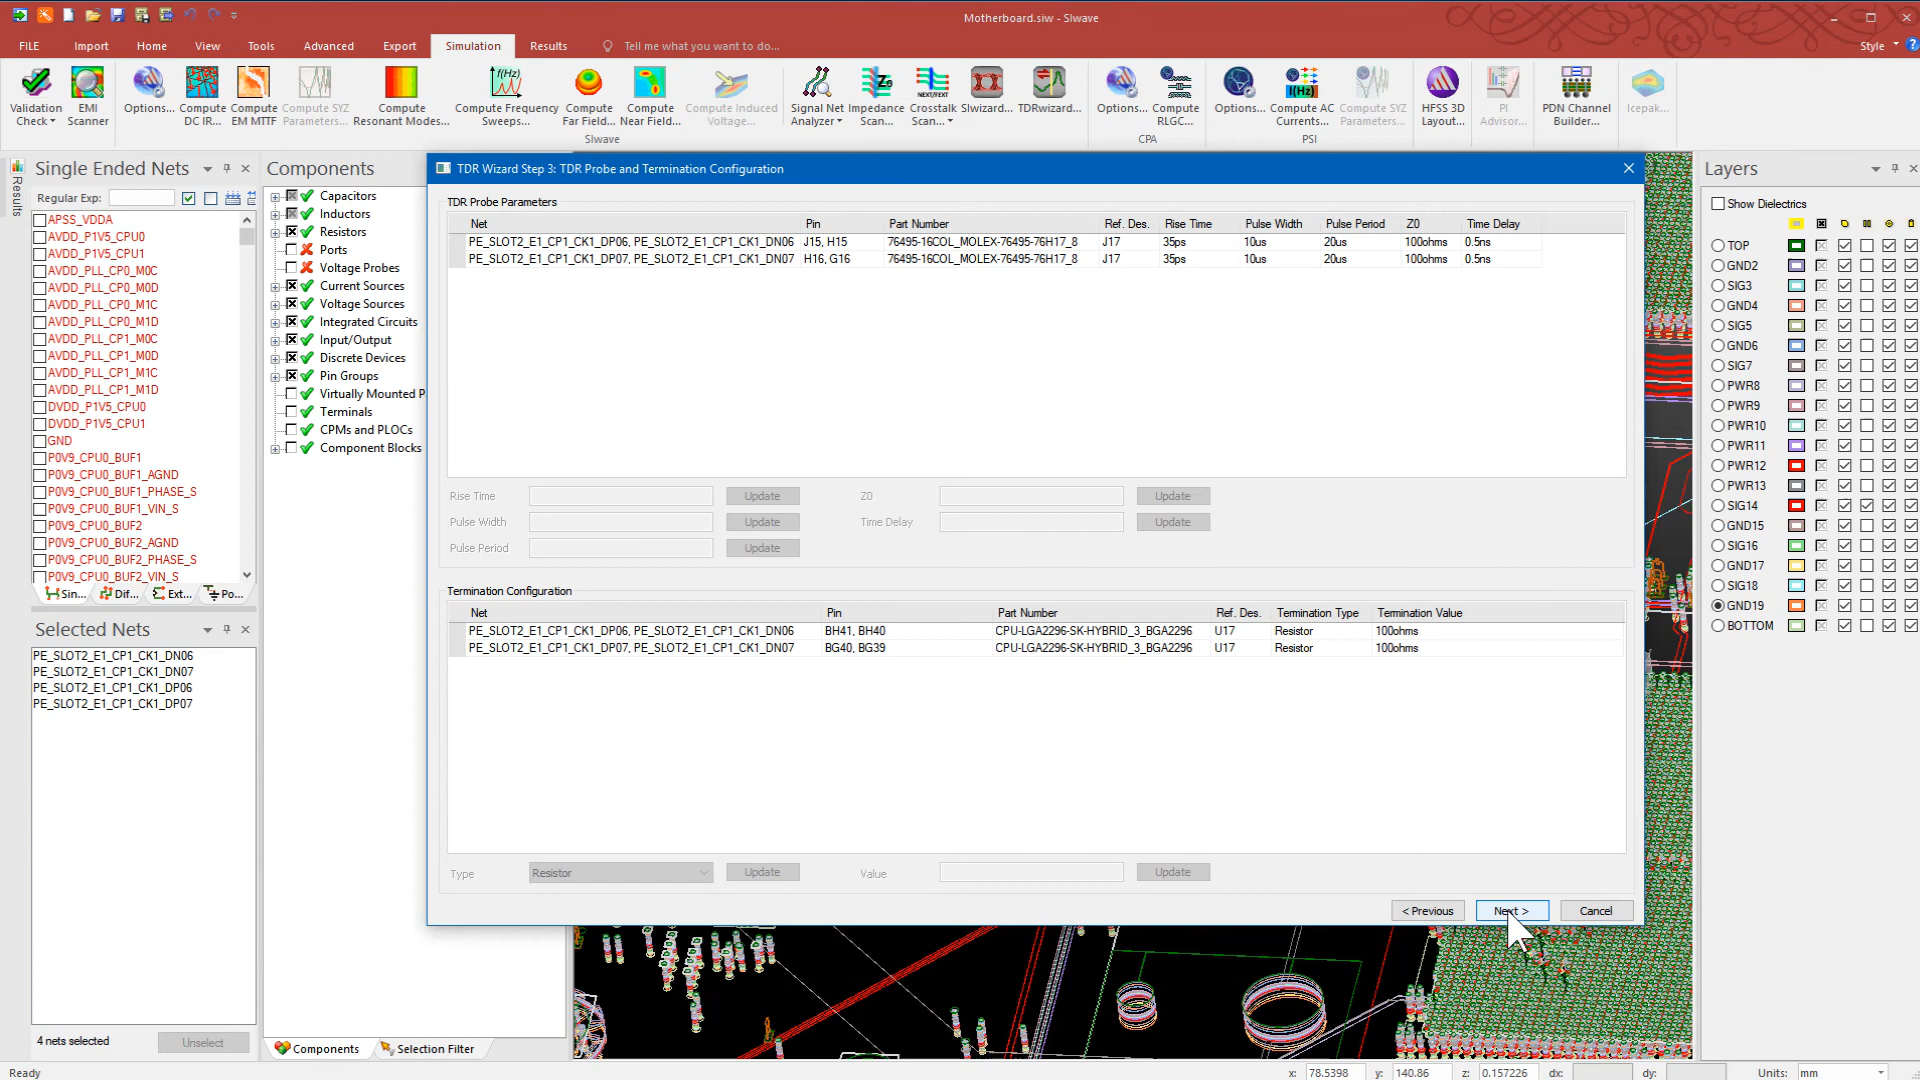 Motherboard.siw - SIwave
FILE Import Home View Tools Advanced Export Simulation Results Tell me what you want to do... Style
Validation Check EMI Scanner Options... Compute DC IR... Compute EM MTTF Compute SYZ Parameters... Compute Resonant Modes... Compute Frequency Sweeps... Compute Far Field... Compute Near Field... Compute Induced Voltage... Signal Net Analyzer Impedance Scan... Crosstalk Scan... SIwizard... TDRwizard... Options... Compute RLGC... Options... Compute AC Currents... Compute SYZ Parameters... HFSS 3D Layout... PI Advisor... PDN Channel Builder... Icepak...
SIwave CPA PSI
Results
Single Ended Nets
Regular Exp:
APSS_VDDA
AVDD_P1V5_CPU0
AVDD_P1V5_CPU1
AVDD_PLL_CP0_M0C
AVDD_PLL_CP0_M0D
AVDD_PLL_CP0_M1C
AVDD_PLL_CP0_M1D
AVDD_PLL_CP1_M0C
AVDD_PLL_CP1_M0D
AVDD_PLL_CP1_M1C
AVDD_PLL_CP1_M1D
DVDD_P1V5_CPU0
DVDD_P1V5_CPU1
GND
P0V9_CPU0_BUF1
P0V9_CPU0_BUF1_AGND
P0V9_CPU0_BUF1_PHASE_S
P0V9_CPU0_BUF1_VIN_S
P0V9_CPU0_BUF2
P0V9_CPU0_BUF2_AGND
P0V9_CPU0_BUF2_PHASE_S
P0V9_CPU0_BUF2_VIN_S
Sin... Dif... Ext... Po...
Selected Nets
PE_SLOT2_E1_CP1_CK1_DN06
PE_SLOT2_E1_CP1_CK1_DN07
PE_SLOT2_E1_CP1_CK1_DP06
PE_SLOT2_E1_CP1_CK1_DP07
4 nets selected Unselect
Components
Capacitors
Inductors
Resistors
Ports
Voltage Probes
Current Sources
Voltage Sources
Integrated Circuits
Input/Output
Discrete Devices
Pin Groups
Virtually Mounted P
Terminals
CPMs and PLOCs
Component Blocks
Components Selection Filter
TDR Wizard Step 3: TDR Probe and Termination Configuration
TDR Probe Parameters
Net Pin Part Number Ref. Des. Rise Time Pulse Width Pulse Period Z0 Time Delay
PE_SLOT2_E1_CP1_CK1_DP06, PE_SLOT2_E1_CP1_CK1_DN06 J15, H15 76495-16COL_MOLEX-76495-76H17_8 J17 35ps 10us 20us 100ohms 0.5ns
PE_SLOT2_E1_CP1_CK1_DP07, PE_SLOT2_E1_CP1_CK1_DN07 H16, G16 76495-16COL_MOLEX-76495-76H17_8 J17 35ps 10us 20us 100ohms 0.5ns
Rise Time Update Z0 Update
Pulse Width Update Time Delay Update
Pulse Period Update
Termination Configuration
Net Pin Part Number Ref. Des. Termination Type Termination Value
PE_SLOT2_E1_CP1_CK1_DP06, PE_SLOT2_E1_CP1_CK1_DN06 BH41, BH40 CPU-LGA2296-SK-HYBRID_3_BGA2296 U17 Resistor 100ohms
PE_SLOT2_E1_CP1_CK1_DP07, PE_SLOT2_E1_CP1_CK1_DN07 BG40, BG39 CPU-LGA2296-SK-HYBRID_3_BGA2296 U17 Resistor 100ohms
Type Resistor Update Value Update
< Previous Next > Cancel
Layers
Show Dielectrics
TOP
GND2
SIG3
GND4
SIG5
GND6
SIG7
PWR8
PWR9
PWR10
PWR11
PWR12
PWR13
SIG14
GND15
SIG16
GND17
SIG18
GND19
BOTTOM
Ready x: 78.5398 y: 140.86 z: 0.157226 dx: dy: Units: mm